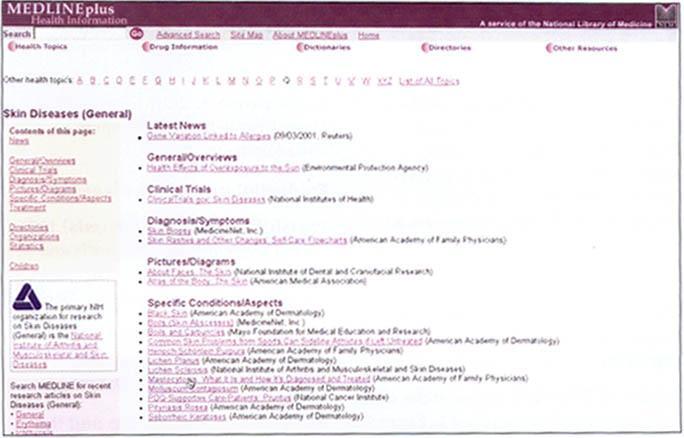 MEDLINEplus
Health Information
A service of the National Library of Medicine
Search Go Advanced Search Site Map About MEDLINEplus Home
Health Topics Drug Information Dictionaries Directories Other Resources
Other health topics: A B C D E F G H I J K L M N O P Q R S T U V W XYZ List of All Topics
Skin Diseases (General)
Contents of this page:
News
General/Overviews
Clinical Trials
Diagnosis/Symptoms
Pictures/Diagrams
Specific Conditions/Aspects
Treatment
Directories
Organizations
Statistics
Children
The primary NIH
organization for research
on Skin Diseases
(General) is the National
Institute of Arthritis and
Musculoskeletal and Skin
Diseases
Search MEDLINE for recent
research articles on Skin
Diseases (General):
• General
• Erythema
Latest News
• Gene Variation Linked to Allergies (09/03/2001, Reuters)
General/Overviews
• Health Effects of Overexposure to the Sun (Environmental Protection Agency)
Clinical Trials
• ClinicalTrials.gov: Skin Diseases (National Institutes of Health)
Diagnosis/Symptoms
• Skin Biopsy (MedicineNet, Inc.)
• Skin Rashes and Other Changes: Self-Care Flowcharts (American Academy of Family Physicians)
Pictures/Diagrams
• About Faces: The Skin (National Institute of Dental and Craniofacial Research)
• Atlas of the Body: The Skin (American Medical Association)
Specific Conditions/Aspects
• Black Skin (American Academy of Dermatology)
• Boils (Skin Abscesses) (MedicineNet, Inc.)
• Boils and Carbuncles (Mayo Foundation for Medical Education and Research)
• Common Skin Problems from Sports Can Sideline Athletes if Left Untreated (American Academy of Dermatology)
• Henoch-Schonlein Purpura (American Academy of Family Physicians)
• Lichen Planus (American Academy of Dermatology)
• Lichen Sclerosus (National Institute of Arthritis and Musculoskeletal and Skin Diseases)
• Mastocytosis: What It Is and How It's Diagnosed and Treated (American Academy of Family Physicians)
• Molluscum Contagiosum (American Academy of Dermatology)
• PDQ Supportive Care/Patients: Pruritus (National Cancer Institute)
• Pityriasis Rosea (American Academy of Dermatology)
• Seborrheic Keratoses (American Academy of Dermatology)